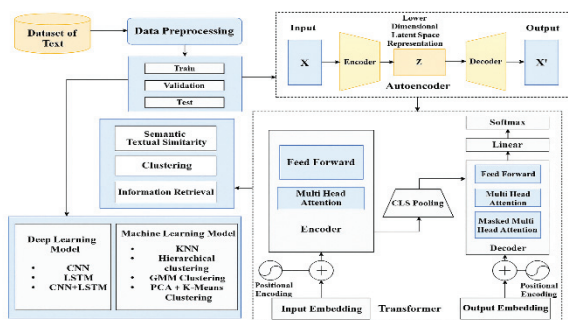 Dataset of
Text
Data Preprocessing
Train
Validation
Test
Input
X
Encoder
Lower
Dimensional
Latent Space
Representation
Z
Decoder
Output
X'
Autoencoder
Semantic
Textual Simitarity
Clustering
Information Retrieval
Deep Learning
Model
• CNN
• LSTM
• CNN+LSTM
Machine Learning Model
• KNN
• Hierarchical
clustering
• GMM Clustering
• PCA + K-Means
Clustering
Feed Forward
Multi Head
Attention
Encoder
Positional
Encoding
Input Embedding
CLS Pooling
Transformer
Softmax
Linear
Feed Forward
Multi Head
Attention
Masked Multi
Head Attention
Decoder
Positional
Encoding
Output Embedding